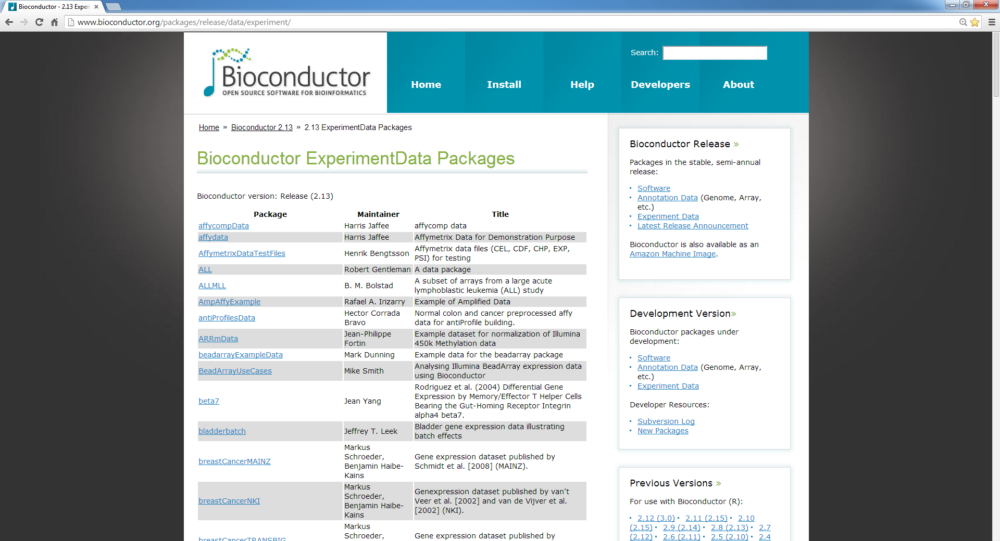 Bioconductor - 2.13 Experi
www.bioconductor.org/packages/release/data/experiment/
Bioconductor
OPEN SOURCE SOFTWARE FOR BIOINFORMATICS
Search:
Home Install Help Developers About
Home » Bioconductor 2.13 » 2.13 ExperimentData Packages
Bioconductor ExperimentData Packages
Bioconductor version: Release (2.13)
Package Maintainer Title
affycompData Harris Jaffee affycomp data
affydata Harris Jaffee Affymetrix Data for Demonstration Purpose
AffymetrixDataTestFiles Henrik Bengtsson Affymetrix data files (CEL, CDF, CHP, EXP,
PSI) for testing
ALL Robert Gentleman A data package
ALLMLL B. M. Bolstad A subset of arrays from a large acute
lymphoblastic leukemia (ALL) study
AmpAffyExample Rafael A. Irizarry Example of Amplified Data
antiProfilesData Hector Corrada
Bravo
Normal colon and cancer preprocessed affy
data for antiProfile building.
ARRmData Jean-Philippe
Fortin
Example dataset for normalization of Illumina
450k Methylation data
beadarrayExampleData Mark Dunning Example data for the beadarray package
BeadArrayUseCases Mike Smith Analysing Illumina BeadArray expression data
using Bioconductor
beta7 Jean Yang Rodriguez et al. (2004) Differential Gene
Expression by Memory/Effector T Helper Cells
Bearing the Gut-Homing Receptor Integrin
alpha4 beta7.
bladderbatch Jeffrey T. Leek Bladder gene expression data illustrating
batch effects
breastCancerMAINZ Markus
Schroeder,
Benjamin Haibe-
Kains
Gene expression dataset published by
Schmidt et al. [2008] (MAINZ).
breastCancerNKI Markus
Schroeder,
Benjamin Haibe-
Kains
Genexpression dataset published by van't
Veer et al. [2002] and van de Vijver et al.
[2002] (NKI).
breastCancerTRANSBIG Markus
Schroeder,
Gene expression dataset published by
Bioconductor Release »
Packages in the stable, semi-annual
release:
Software
Annotation Data (Genome, Array,
etc.)
Experiment Data
Latest Release Announcement
Bioconductor is also available as an
Amazon Machine Image.
Development Version»
Bioconductor packages under
development:
Software
Annotation Data (Genome, Array,
etc.)
Experiment Data
Developer Resources:
Subversion Log
New Packages
Previous Versions »
For use with Bioconductor (R):
• 2.12 (3.0) • 2.11 (2.15) • 2.10
(2.15) • 2.9 (2.14) • 2.8 (2.13) • 2.7
(2.12) • 2.6 (2.11) • 2.5 (2.10) • 2.4